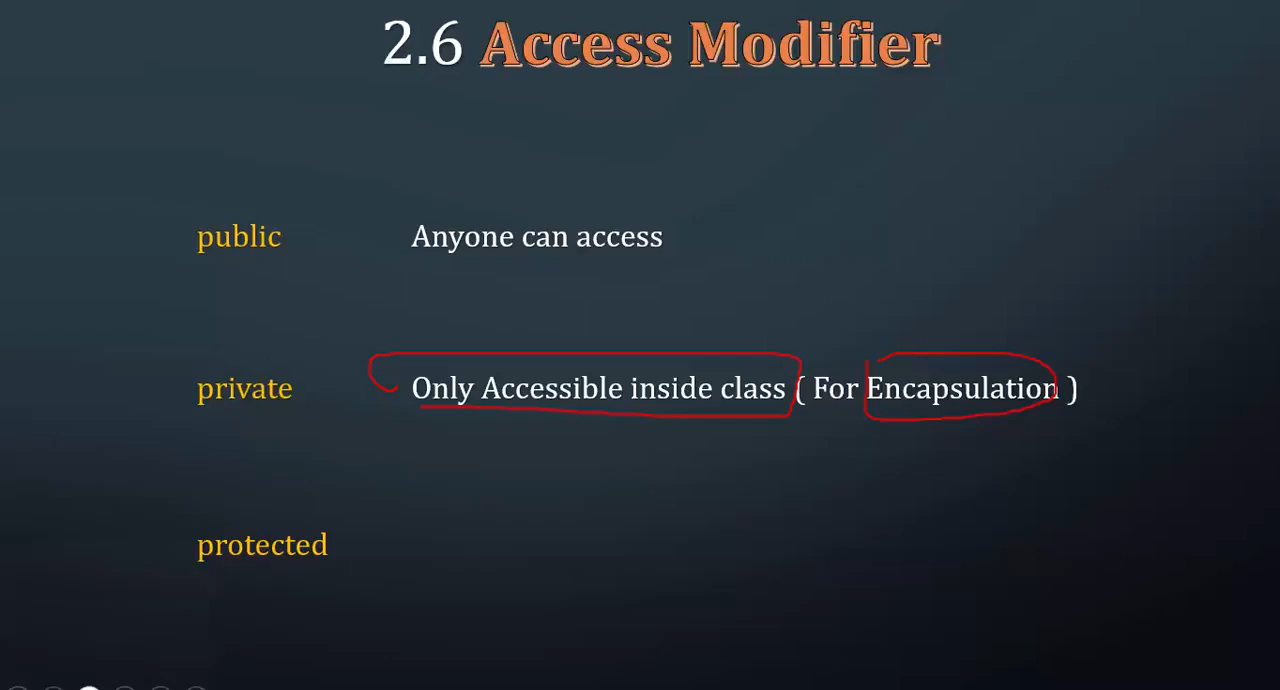 2.6 Access Modifier
public Anyone can access
private Only Accessible inside class ( For Encapsulation )
protected